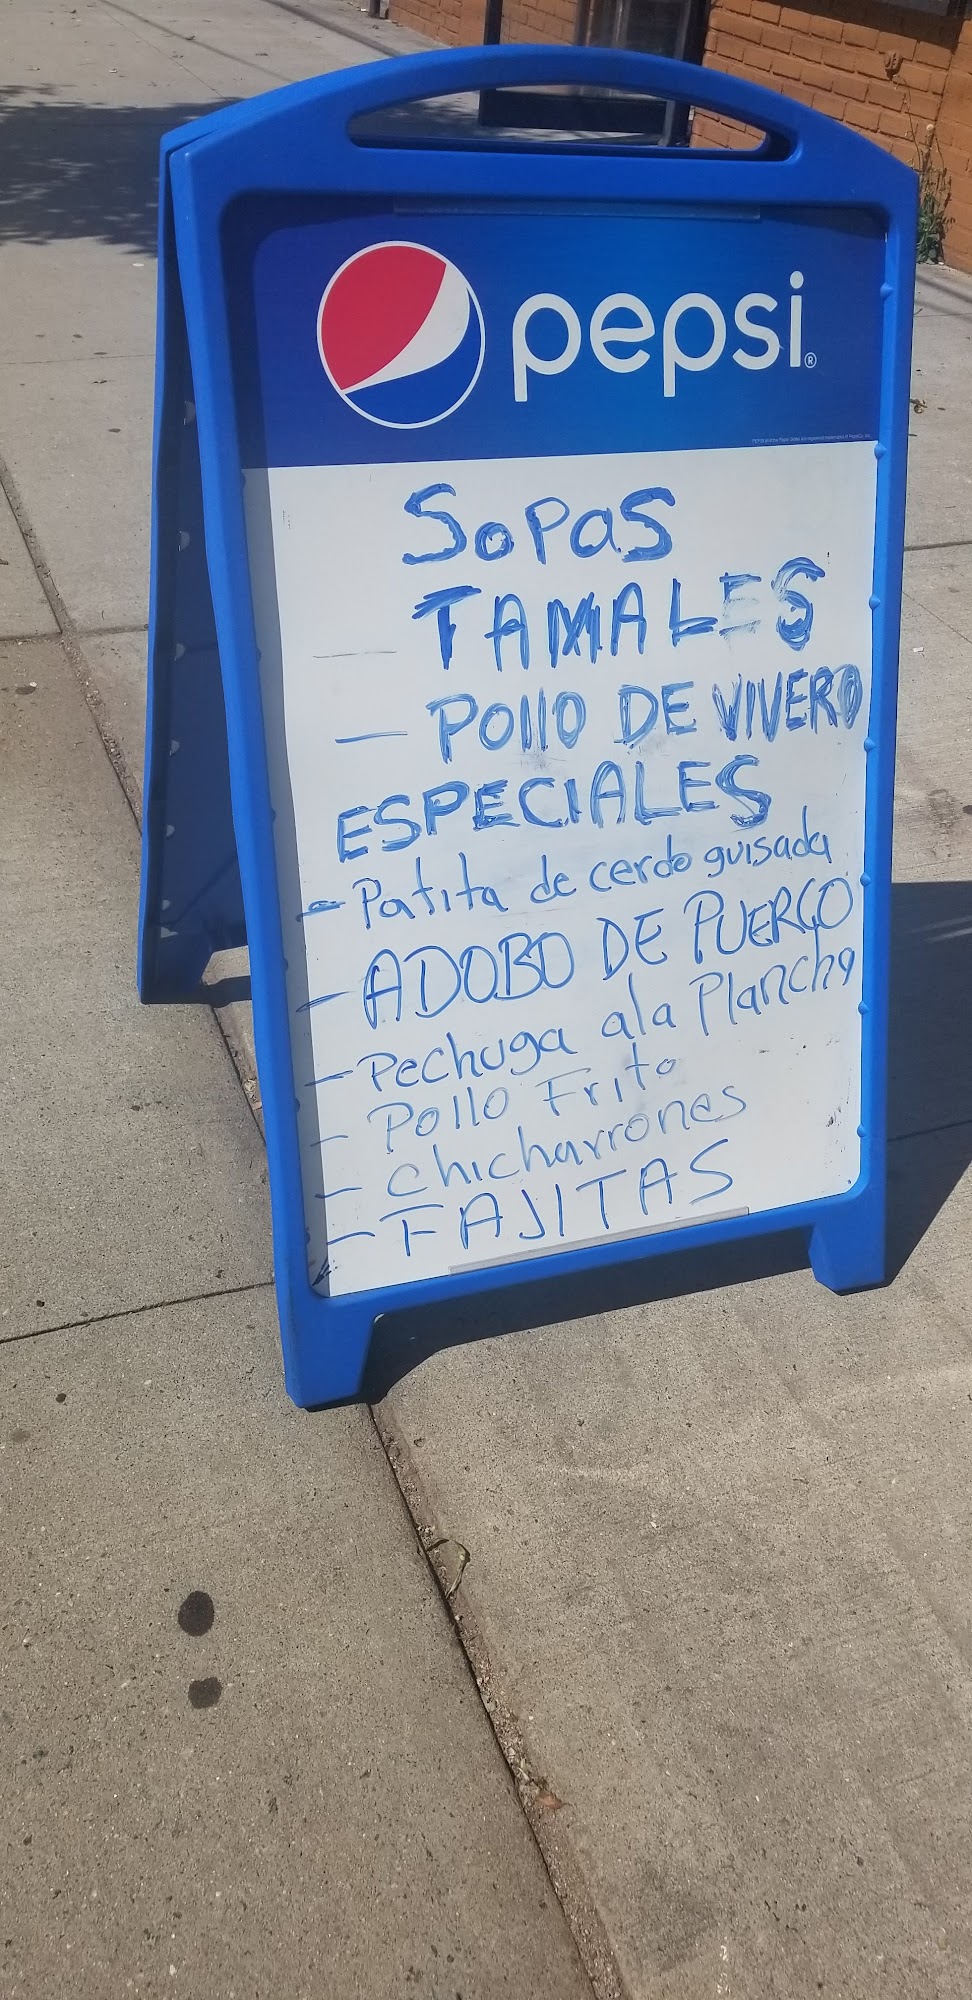 pepsi®
SOPAS
— TAMALES
— POllO DE VIVERO
ESPECIALES
- Patita de cerdo guisada
- ADOBO DE PUERCO
- Pechuga ala Plancha
- Pollo Frito
- Chicharrones
- FAJITAS